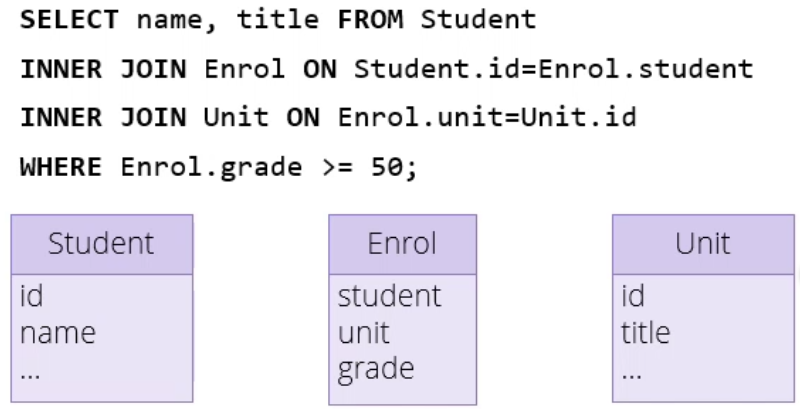 SELECT name, title FROM Student
INNER JOIN Enrol ON Student.id=Enrol.student
INNER JOIN Unit ON Enrol.unit=Unit.id
WHERE Enrol.grade >= 50;
Student
id
name
...
Enrol
student
unit
grade
Unit
id
title
...